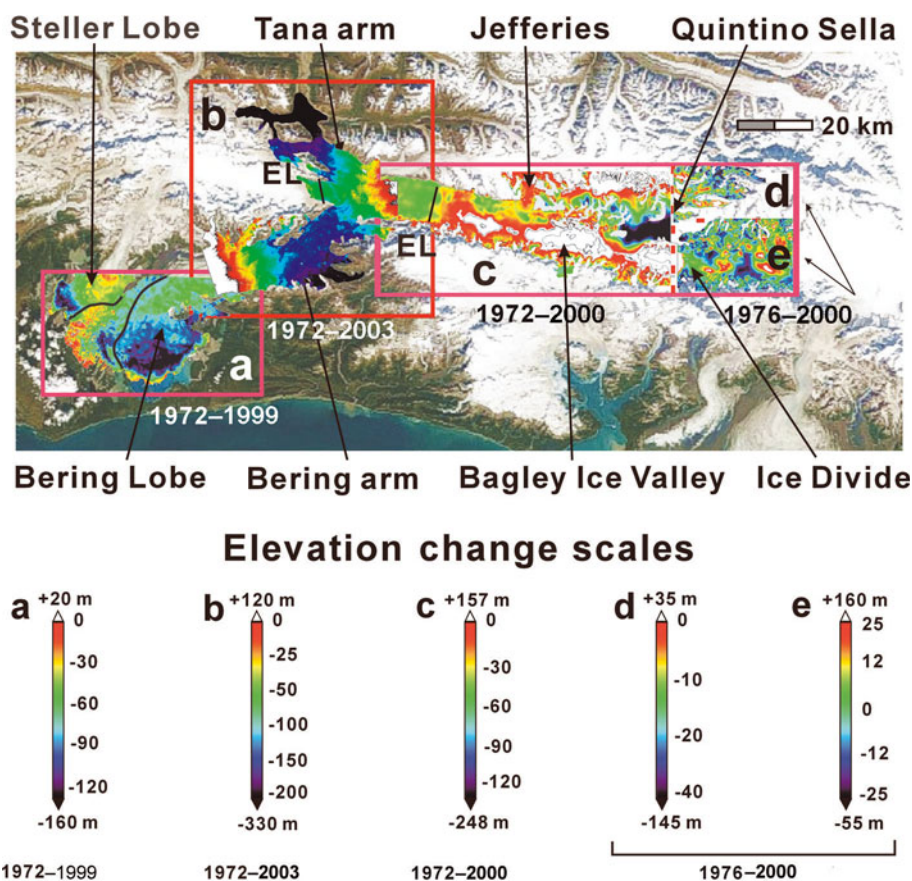 Steller Lobe Tana arm Jefferies Quintino Sella
b
20 km
EL
d
EL
e
c
1972–2003
1972–2000
1976–2000
a
1972–1999
Bering Lobe Bering arm Bagley Ice Valley Ice Divide
Elevation change scales
a +20 m b +120 m c +157 m d +35 m e +160 m
0 0 0 0 25
-30 -25 -30 -10 12
-60 -100 -60 0
-90 -150 -90 -20 -12
-120 -200 -120 -40 -25
-160 m -330 m -248 m -145 m -55 m
1972–1999 1972–2003 1972–2000 1976–2000